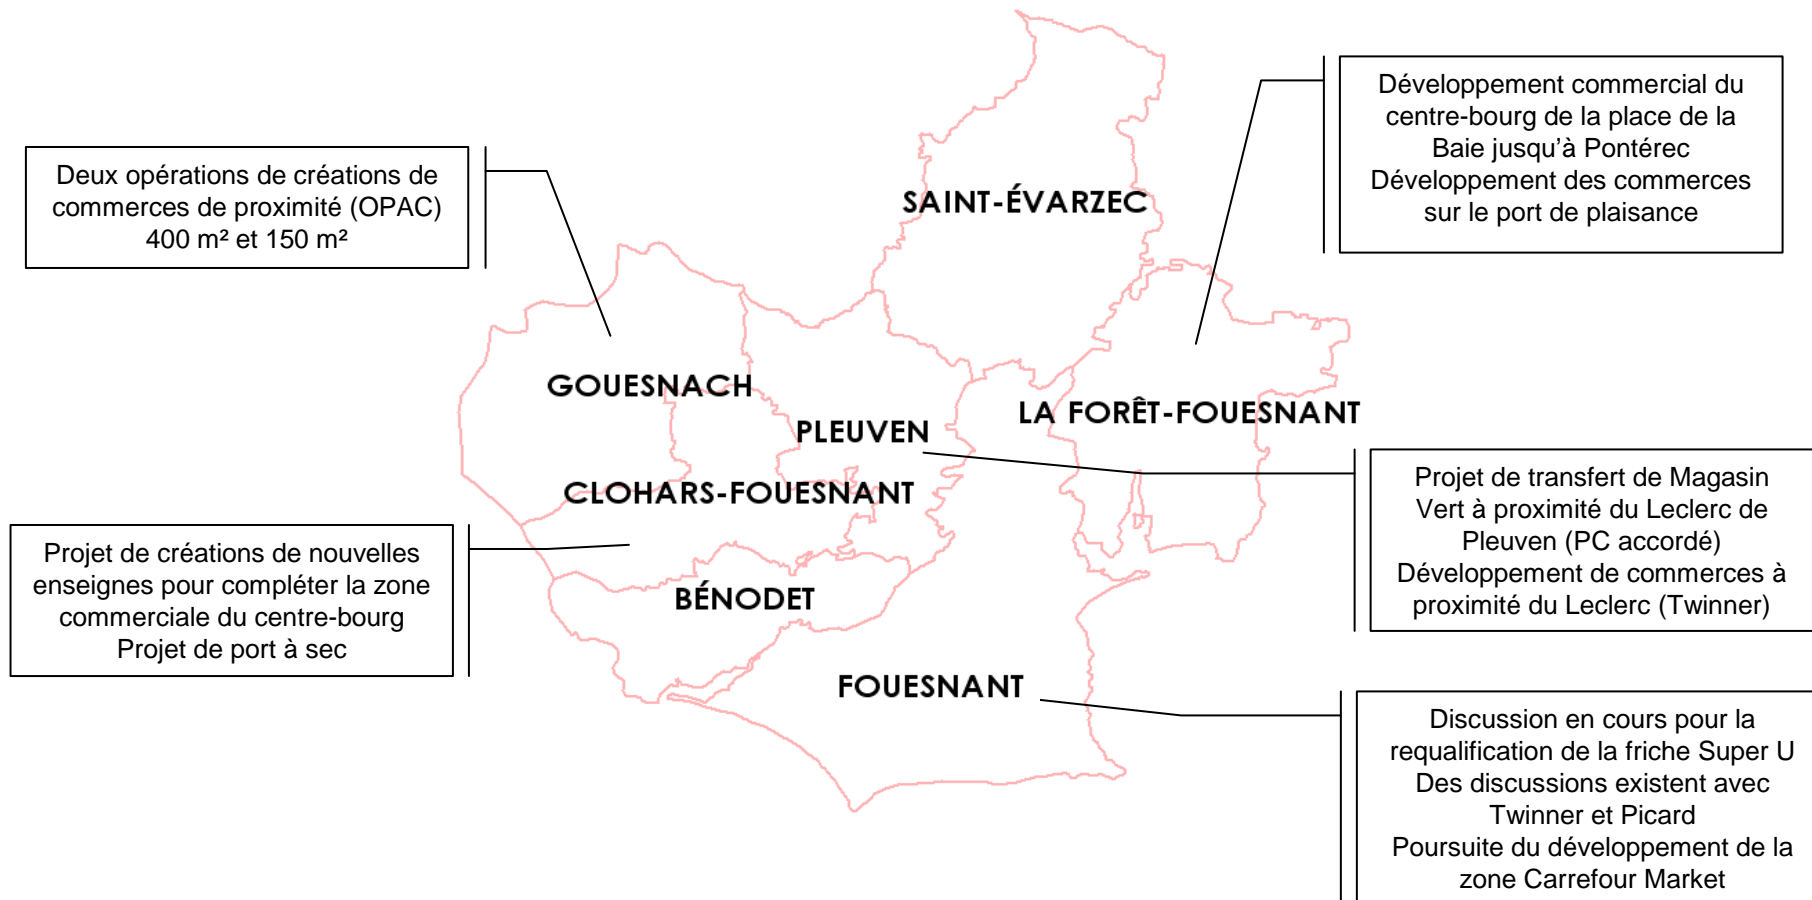 Développement commercial du
centre-bourg de la place de la
Baie jusqu'à Pontérec
Développement des commerces
sur le port de plaisance
Deux opérations de créations de
commerces de proximité (OPAC)
400 m² et 150 m²
SAINT-ÉVARZEC
GOUESNACH
LA FORÊT-FOUESNANT
PLEUVEN
CLOHARS-FOUESNANT
Projet de transfert de Magasin
Vert à proximité du Leclerc de
Pleuven (PC accordé)
Développement de commerces à
proximité du Leclerc (Twinner)
Projet de créations de nouvelles
enseignes pour compléter la zone
commerciale du centre-bourg
Projet de port à sec
BÉNODET
FOUESNANT
Discussion en cours pour la
requalification de la friche Super U
Des discussions existent avec
Twinner et Picard
Poursuite du développement de la
zone Carrefour Market